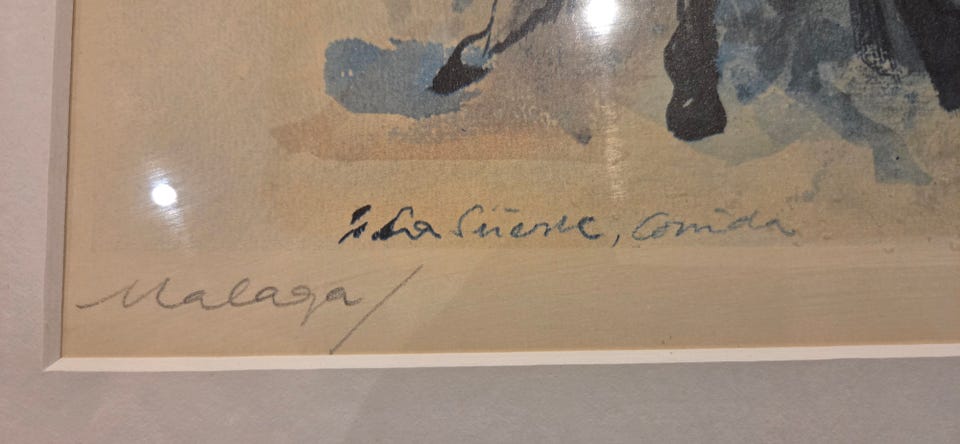 La Suerte, Corrida
Malaga/